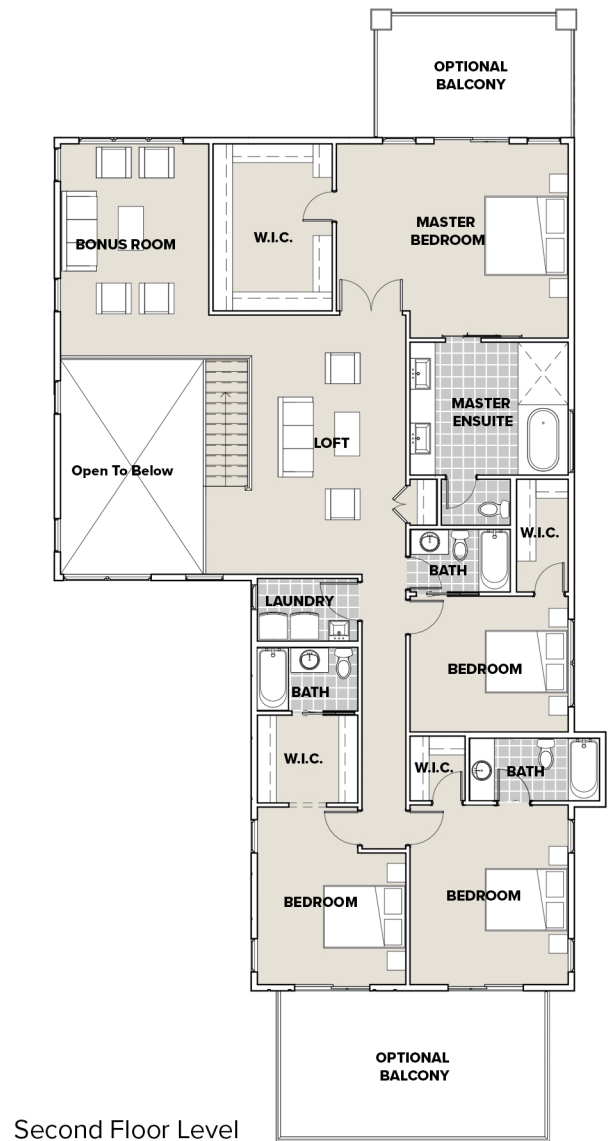 OPTIONAL
BALCONY
BONUS ROOM
W.I.C.
MASTER
BEDROOM
MASTER
ENSUITE
LOFT
Open To Below
W.I.C.
BATH
LAUNDRY
BEDROOM
BATH
W.I.C.
W.I.C.
BATH
BEDROOM
BEDROOM
OPTIONAL
BALCONY
Second Floor Level